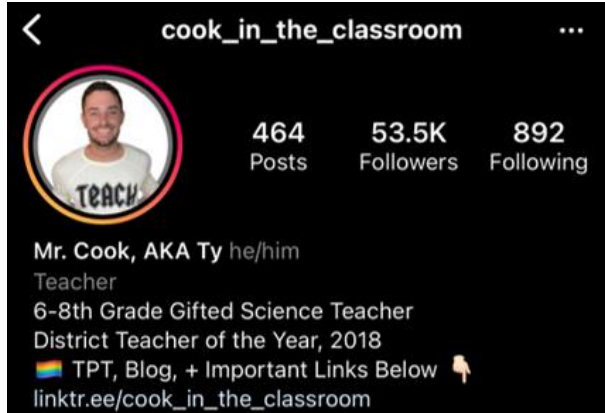 cook_in_the_classroom
464 53.5K 892
Posts Followers Following
TEACH
Mr. Cook, AKA Ty he/him
Teacher
6-8th Grade Gifted Science Teacher
District Teacher of the Year, 2018
🏳️‍🌈 TPT, Blog, + Important Links Below 👇🏻
linktr.ee/cook_in_the_classroom